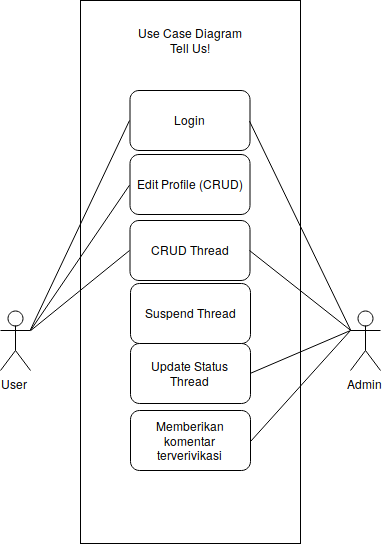 Use Case Diagram
Tell Us!
Login
Edit Profile (CRUD)
CRUD Thread
Suspend Thread
Update Status
Thread
Memberikan
komentar
terverivikasi
User
Admin